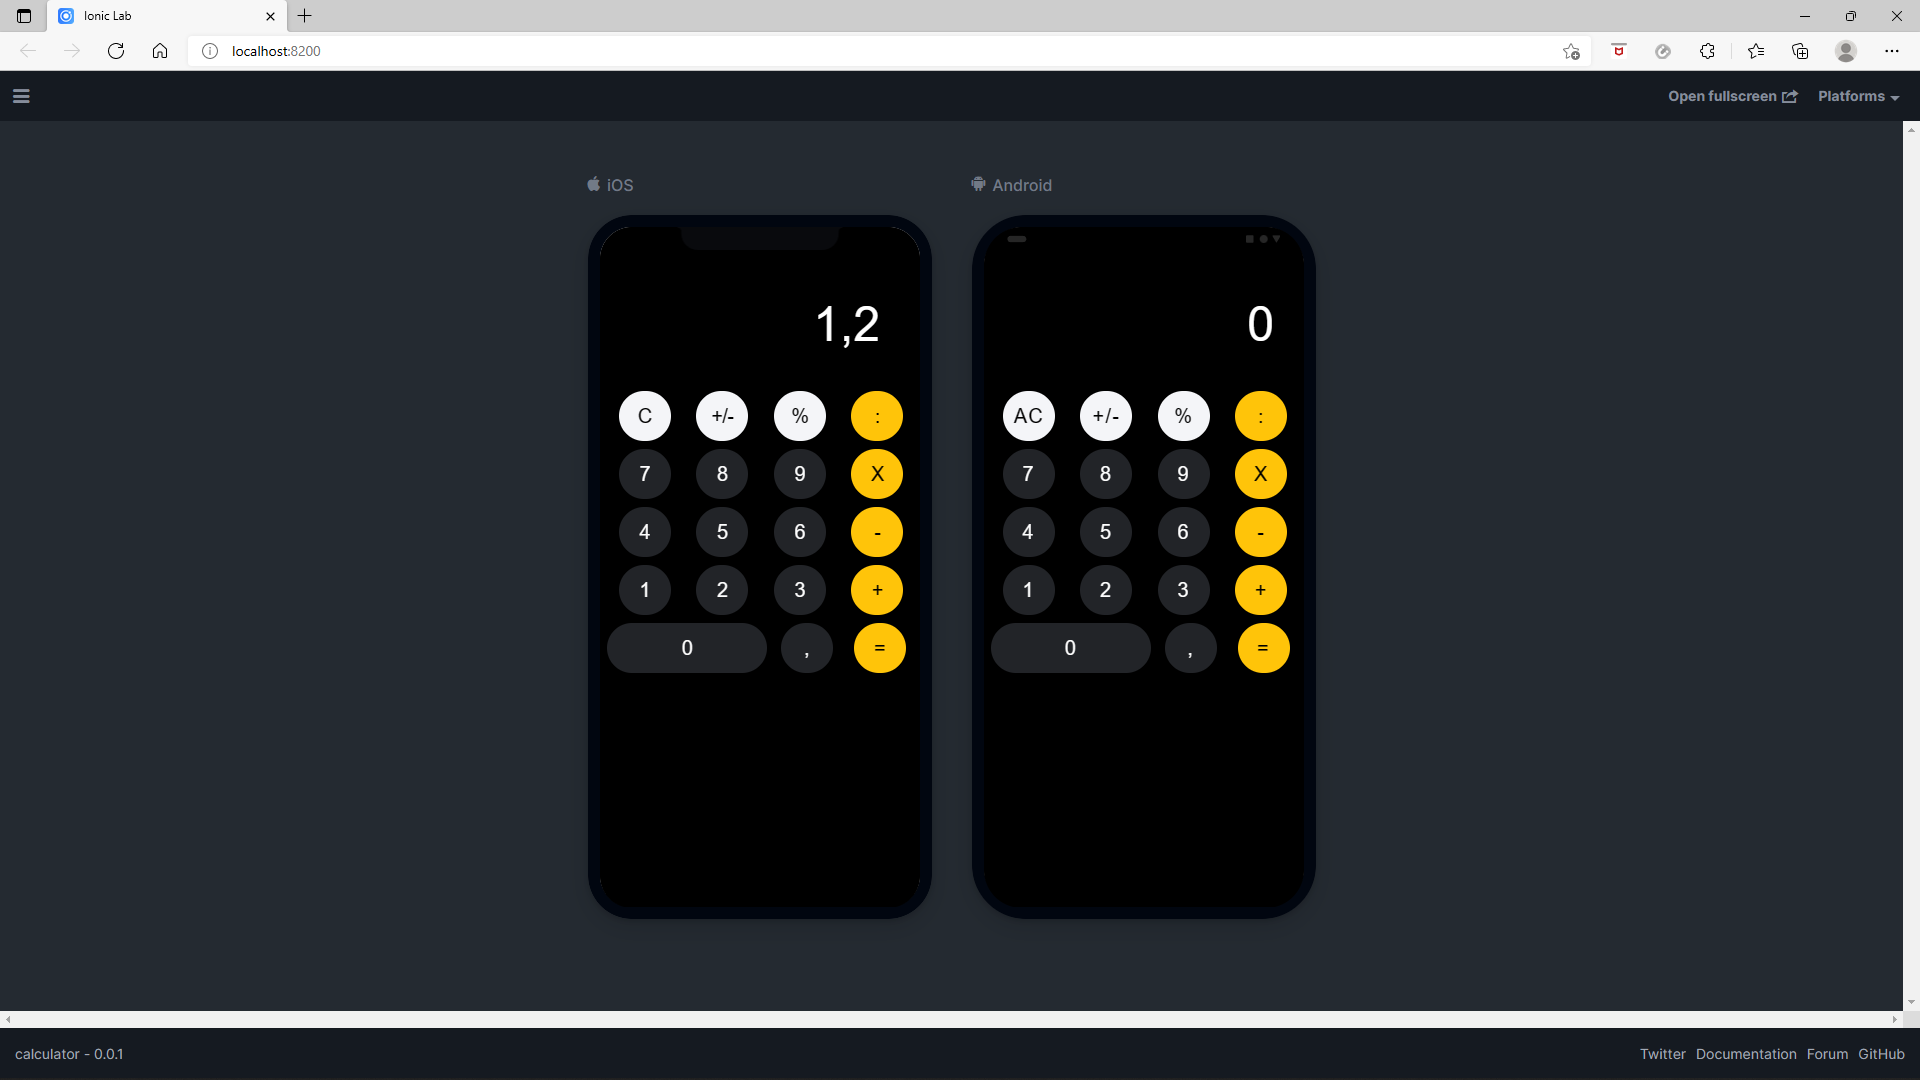 Ionic Lab
localhost:8200
Open fullscreen Platforms
iOS
1,2
C +/- % :
7 8 9 X
4 5 6 -
1 2 3 +
0 , =
Android
0
AC +/- % :
7 8 9 X
4 5 6 -
1 2 3 +
0 , =
calculator - 0.0.1
Twitter Documentation Forum GitHub